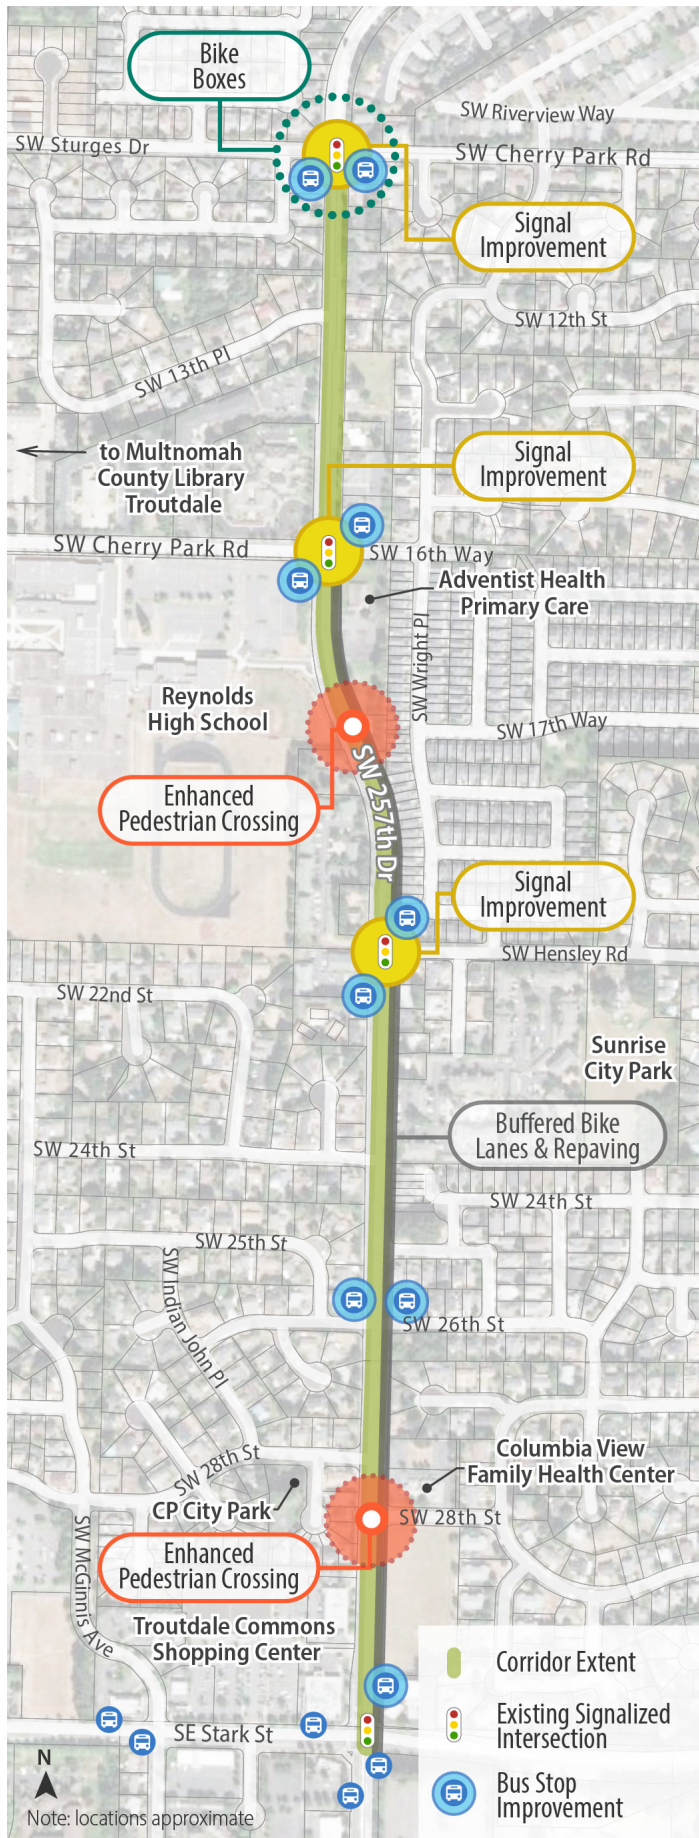 Bike
Boxes
SW Riverview Way
SW Sturges Dr
SW Cherry Park Rd
Signal
Improvement
SW 12th St
SW 13th Pl
to Multnomah
County Library
Troutdale
Signal
Improvement
SW Cherry Park Rd
SW 16th Way
Adventist Health
Primary Care
SW Wright Pl
Reynolds
High School
SW 17th Way
SW 257th Dr
Enhanced
Pedestrian Crossing
Signal
Improvement
SW Hensley Rd
SW 22nd St
Sunrise
City Park
Buffered Bike
Lanes & Repaving
SW 24th St
SW 24th St
SW 25th St
SW Indian John Pl
SW 26th St
Columbia View
Family Health Center
SW 28th St
CP City Park
SW 28th St
SW McGinnis Ave
Enhanced
Pedestrian Crossing
Troutdale Commons
Shopping Center
SE Stark St
Corridor Extent
Existing Signalized
Intersection
Bus Stop
Improvement
N
Note: locations approximate